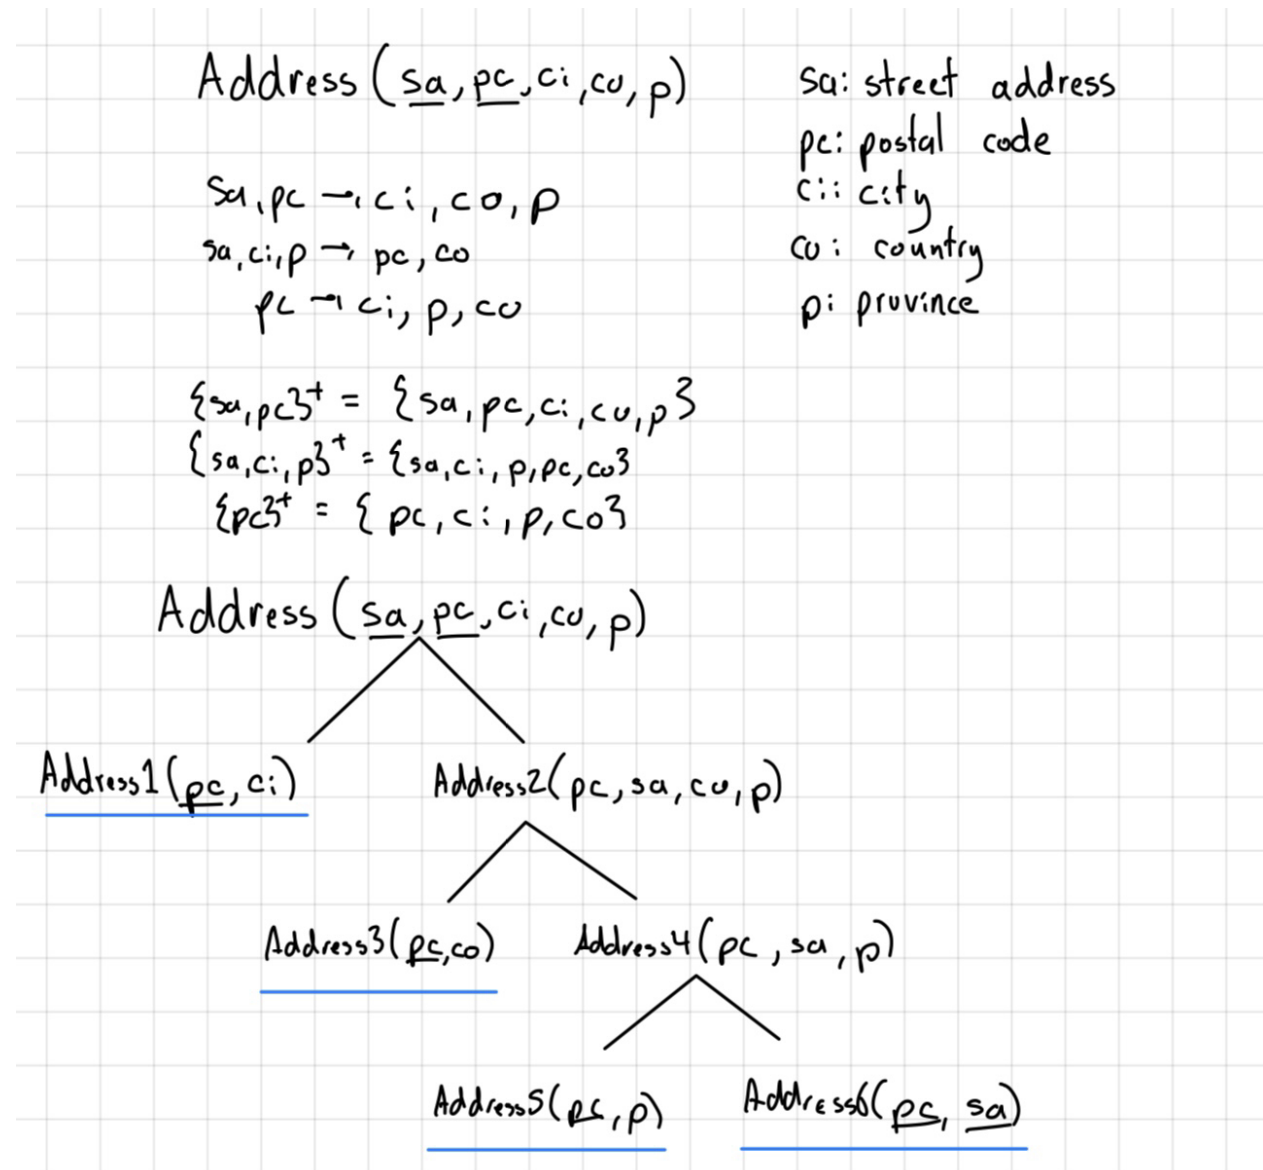 Address (sa, pc, ci, co, p)
sa: street address
pc: postal code
ci: city
co: country
p: province
sa, pc → ci, co, p
sa, ci, p → pc, co
pc → ci, p, co
{sa, pc}⁺ = {sa, pc, ci, co, p}
{sa, ci, p}⁺ = {sa, ci, p, pc, co}
{pc}⁺ = {pc, ci, p, co}
Address (sa, pc, ci, co, p)
Address1(pc, ci)
Address2(pc, sa, co, p)
Address3(pc, co)
Address4(pc, sa, p)
Address5(pc, p)
Address6(pc, sa)